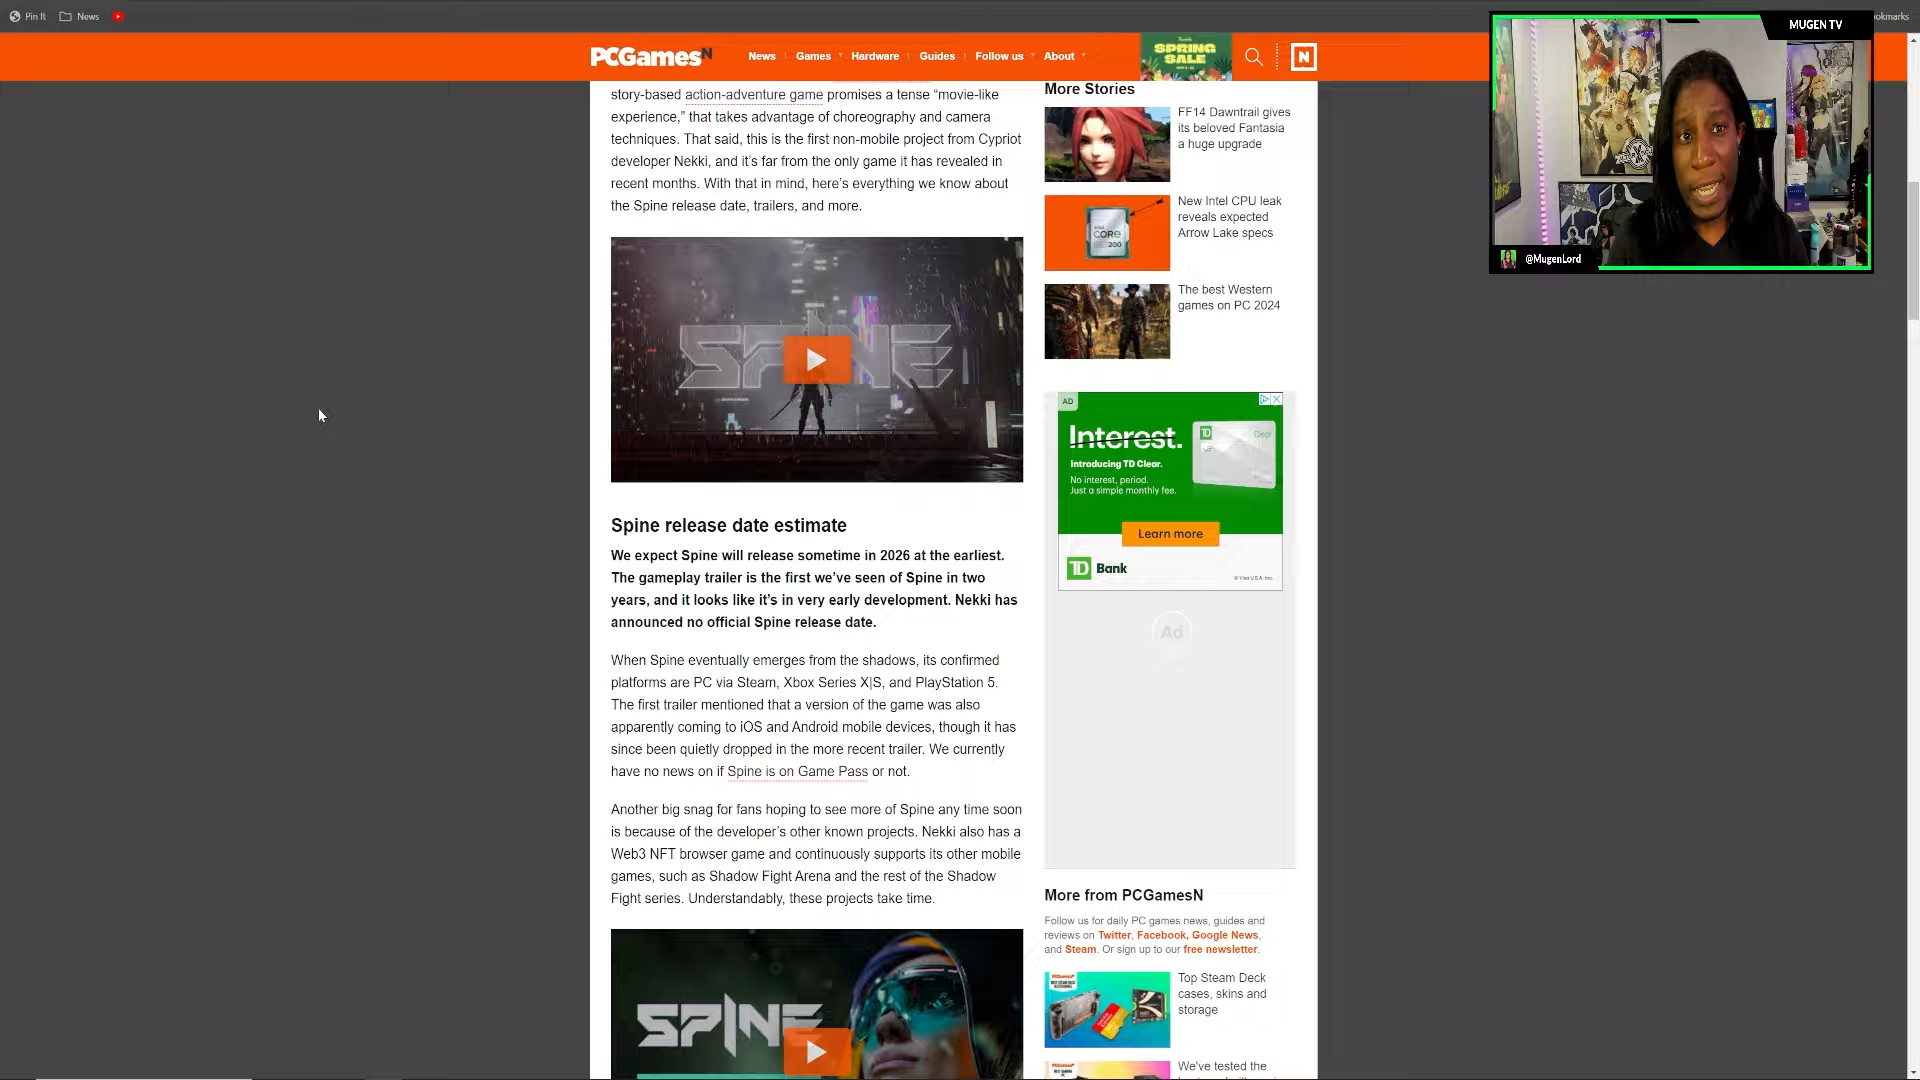 Pin It
News
okmarks
MUGEN TV
PCGamesN
News
Games
Hardware
Guides
Follow us
About
SPRING
SALE
N
story-based action-adventure game promises a tense “movie-like
experience,” that takes advantage of choreography and camera
techniques. That said, this is the first non-mobile project from Cypriot
developer Nekki, and it’s far from the only game it has revealed in
recent months. With that in mind, here’s everything we know about
the Spine release date, trailers, and more.
SPINE
Spine release date estimate
We expect Spine will release sometime in 2026 at the earliest.
The gameplay trailer is the first we’ve seen of Spine in two
years, and it looks like it’s in very early development. Nekki has
announced no official Spine release date.
When Spine eventually emerges from the shadows, its confirmed
platforms are PC via Steam, Xbox Series X|S, and PlayStation 5.
The first trailer mentioned that a version of the game was also
apparently coming to iOS and Android mobile devices, though it has
since been quietly dropped in the more recent trailer. We currently
have no news on if Spine is on Game Pass or not.
Another big snag for fans hoping to see more of Spine any time soon
is because of the developer’s other known projects. Nekki also has a
Web3 NFT browser game and continuously supports its other mobile
games, such as Shadow Fight Arena and the rest of the Shadow
Fight series. Understandably, these projects take time.
SPINE
More Stories
FF14 Dawntrail gives
its beloved Fantasia
a huge upgrade
intel
CORE
200
New Intel CPU leak
reveals expected
Arrow Lake specs
The best Western
games on PC 2024
AD
Interest.
Introducing TD Clear.
No interest, period.
Just a simple monthly fee.
TD
Clear
Learn more
TD Bank
© Visa U.S.A. Inc.
Ad
More from PCGamesN
Follow us for daily PC games news, guides and
reviews on Twitter, Facebook, Google News,
and Steam. Or sign up to our free newsletter.
Top Steam Deck
cases, skins and
storage
We've tested the
@MugenLord